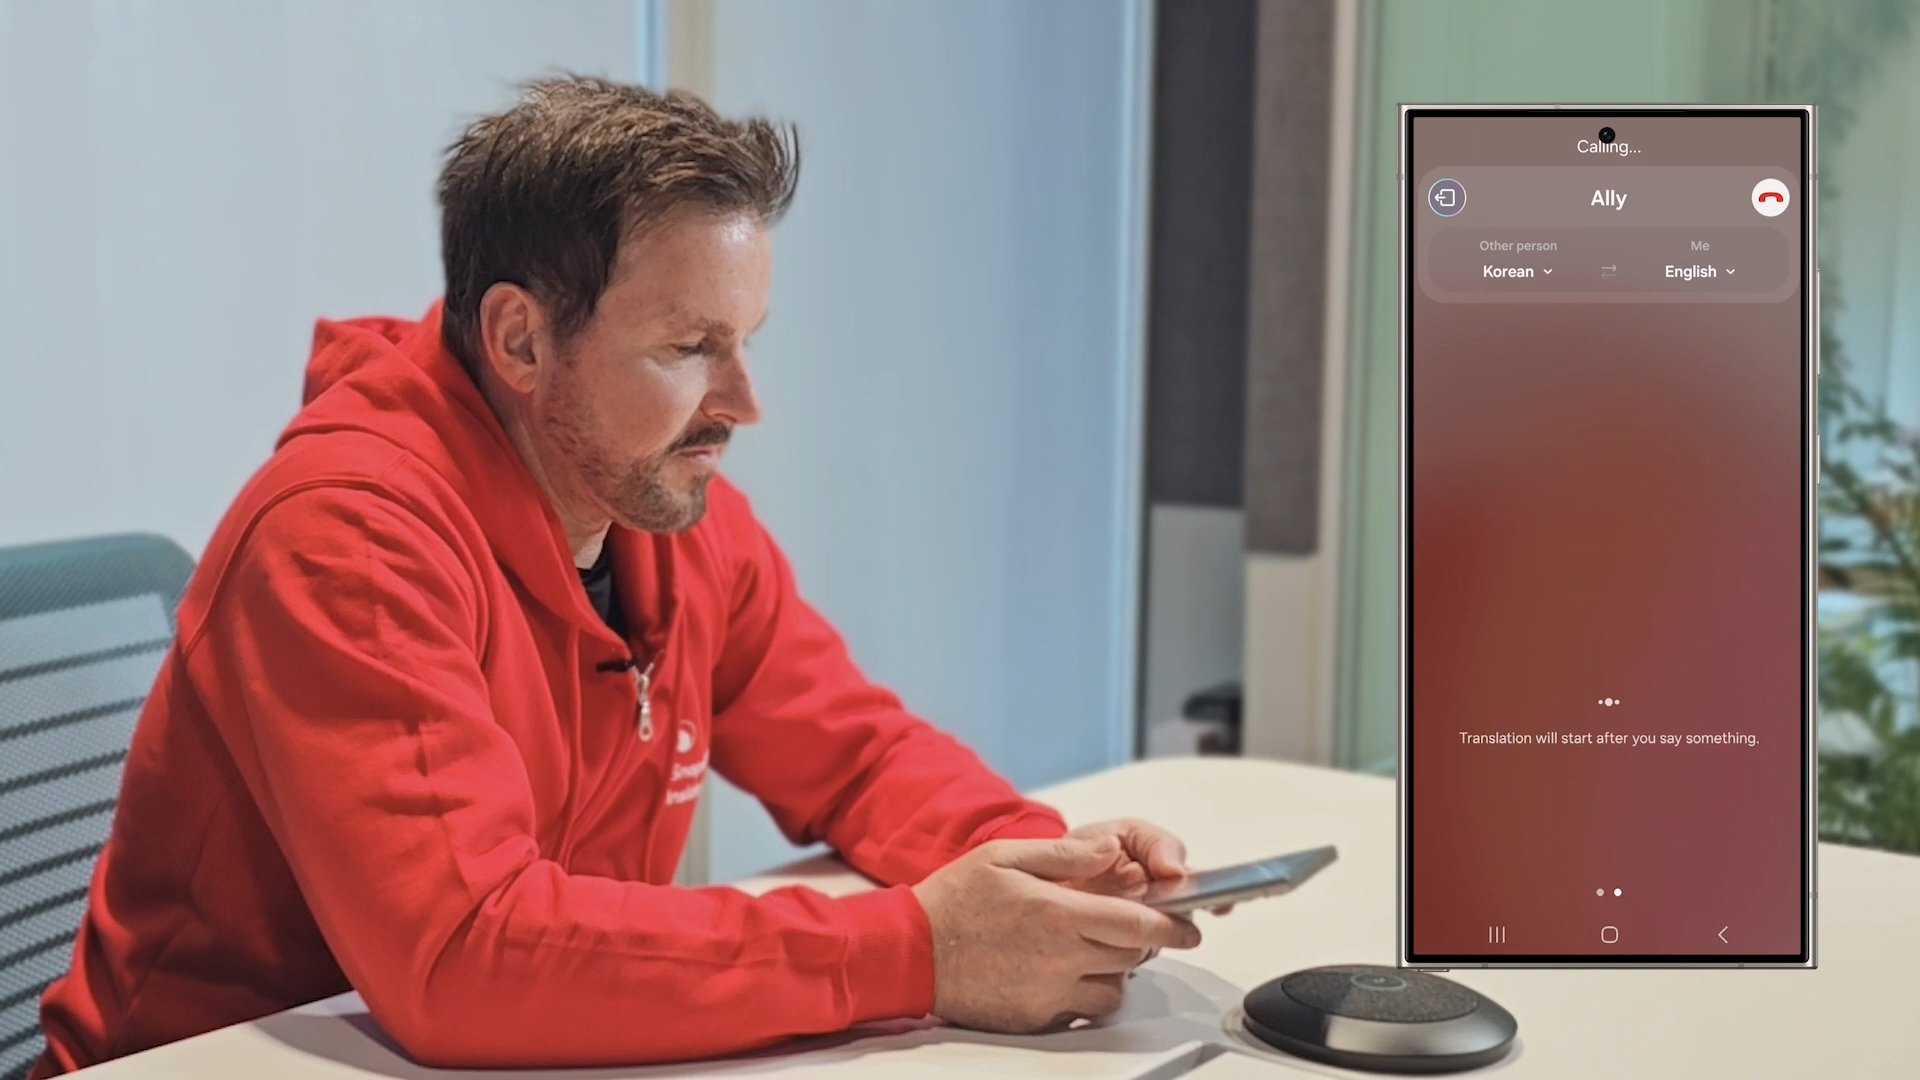 Calling...
Ally
Other person
Me
Korean
English
Translation will start after you say something.